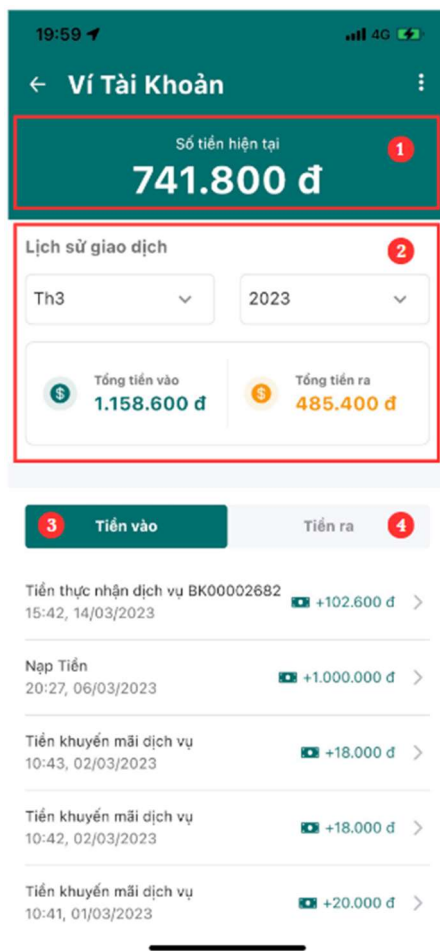 19:59
4G
Ví Tài Khoản
Số tiền hiện tại
1
741.800 đ
Lịch sử giao dịch
2
Th3
2023
$
Tổng tiền vào
1.158.600 đ
$
Tổng tiền ra
485.400 đ
3
Tiền vào
Tiền ra
4
Tiền thực nhận dịch vụ BK00002682
15:42, 14/03/2023
+102.600 đ
Nạp Tiền
20:27, 06/03/2023
+1.000.000 đ
Tiền khuyến mãi dịch vụ
10:43, 02/03/2023
+18.000 đ
Tiền khuyến mãi dịch vụ
10:42, 02/03/2023
+18.000 đ
Tiền khuyến mãi dịch vụ
10:41, 01/03/2023
+20.000 đ